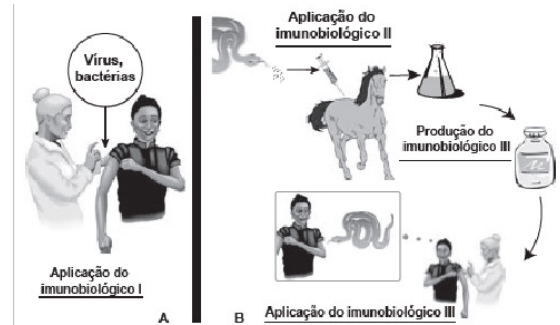 Vírus,
bactérias
Aplicação do
imunobiológico I
A
Aplicação do
imunobiológico II
Produção do
imunobiológico III
B
Aplicação do imunobiológico III